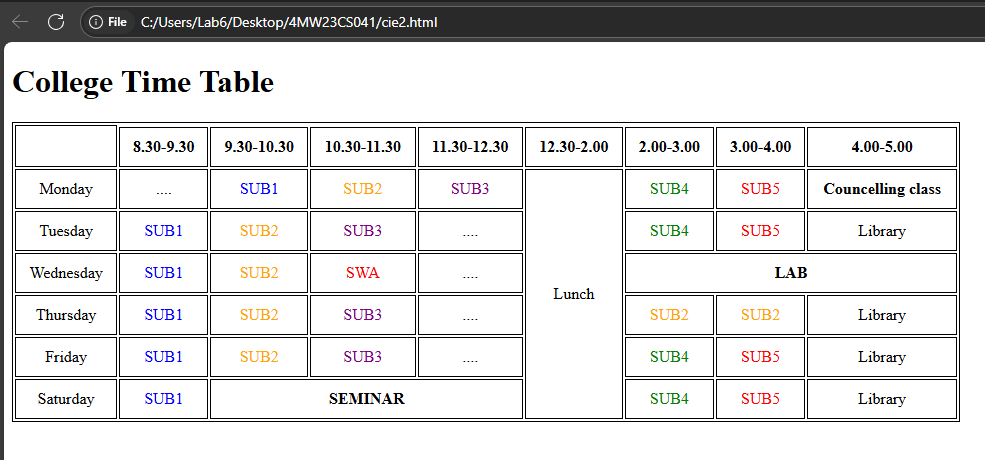 File C:/Users/Lab6/Desktop/4MW23CS041/cie2.html
College Time Table
8.30-9.30 9.30-10.30 10.30-11.30 11.30-12.30 12.30-2.00 2.00-3.00 3.00-4.00 4.00-5.00
Monday .... SUB1 SUB2 SUB3 SUB4 SUB5 Councelling class
Tuesday SUB1 SUB2 SUB3 .... SUB4 SUB5 Library
Wednesday SUB1 SUB2 SWA .... LAB
Lunch
Thursday SUB1 SUB2 SUB3 .... SUB2 SUB2 Library
Friday SUB1 SUB2 SUB3 .... SUB4 SUB5 Library
Saturday SUB1 SEMINAR SUB4 SUB5 Library